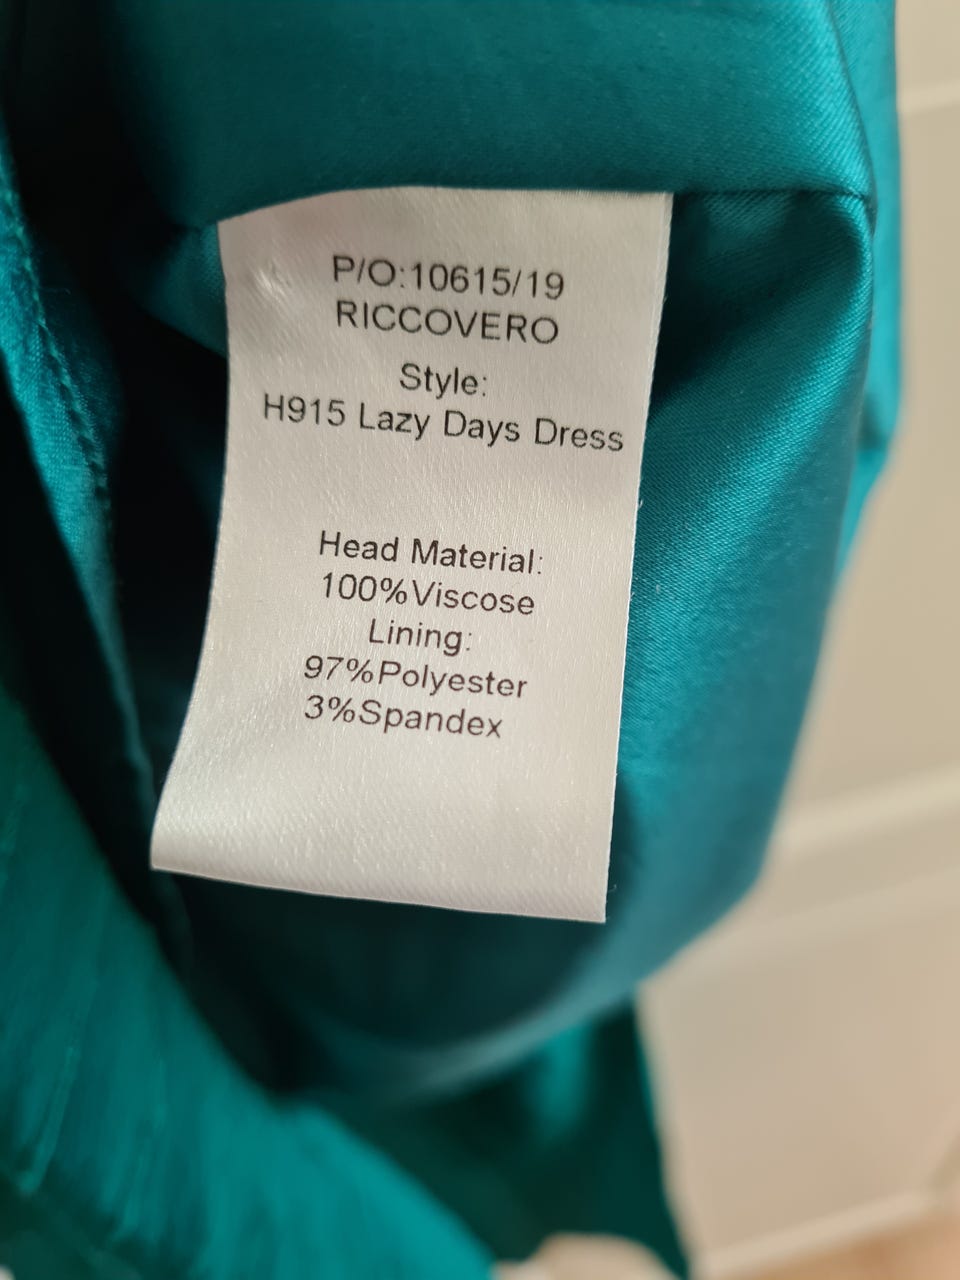 P/O:10615/19
RICCOVERO
Style:
H915 Lazy Days Dress
Head Material:
100%Viscose
Lining:
97%Polyester
3%Spandex